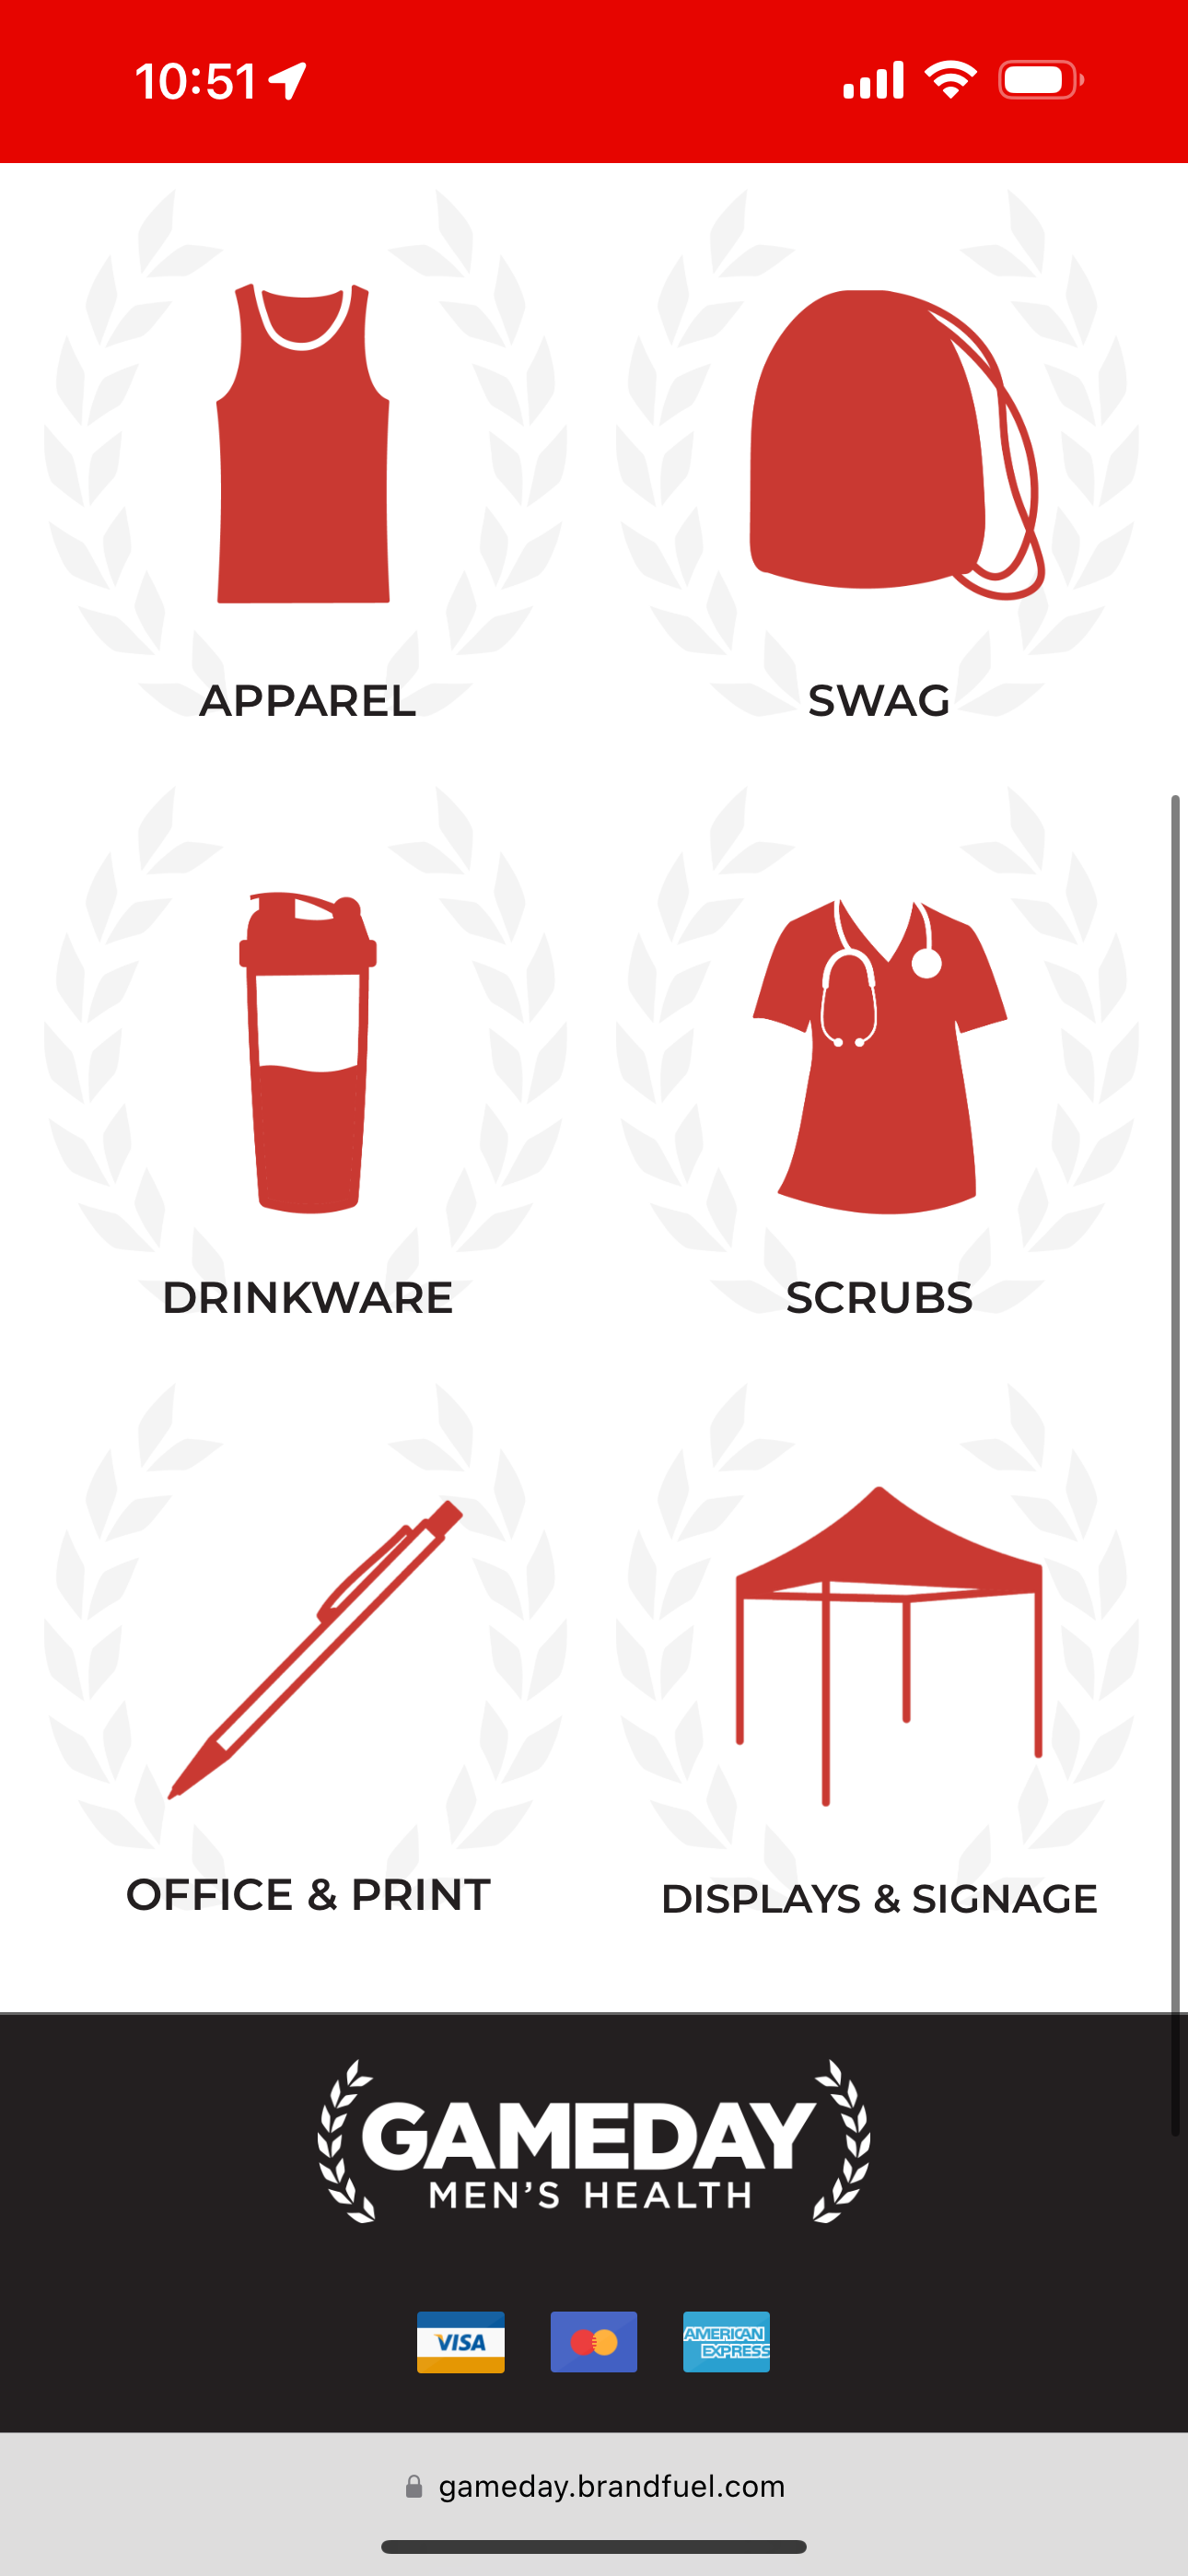 10:51
APPAREL
SWAG
DRINKWARE
SCRUBS
OFFICE & PRINT
DISPLAYS & SIGNAGE
GAMEDAY
MEN'S HEALTH
VISA
AMERICAN
EXPRESS
gameday.brandfuel.com